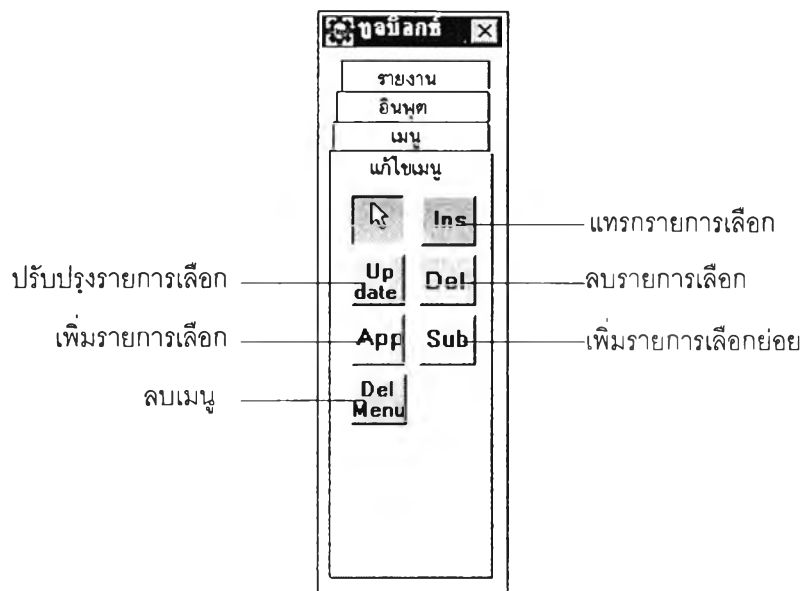 ทูลบ๊อกซ์
รายงาน
อินพุต
เมนู
แก้ไขเมนู
Ins
แทรกรายการเลือก
ปรับปรุงรายการเลือก
Up
date
Del
ลบรายการเลือก
เพิ่มรายการเลือก
App
Sub
เพิ่มรายการเลือกย่อย
ลบเมนู
Del
Menu